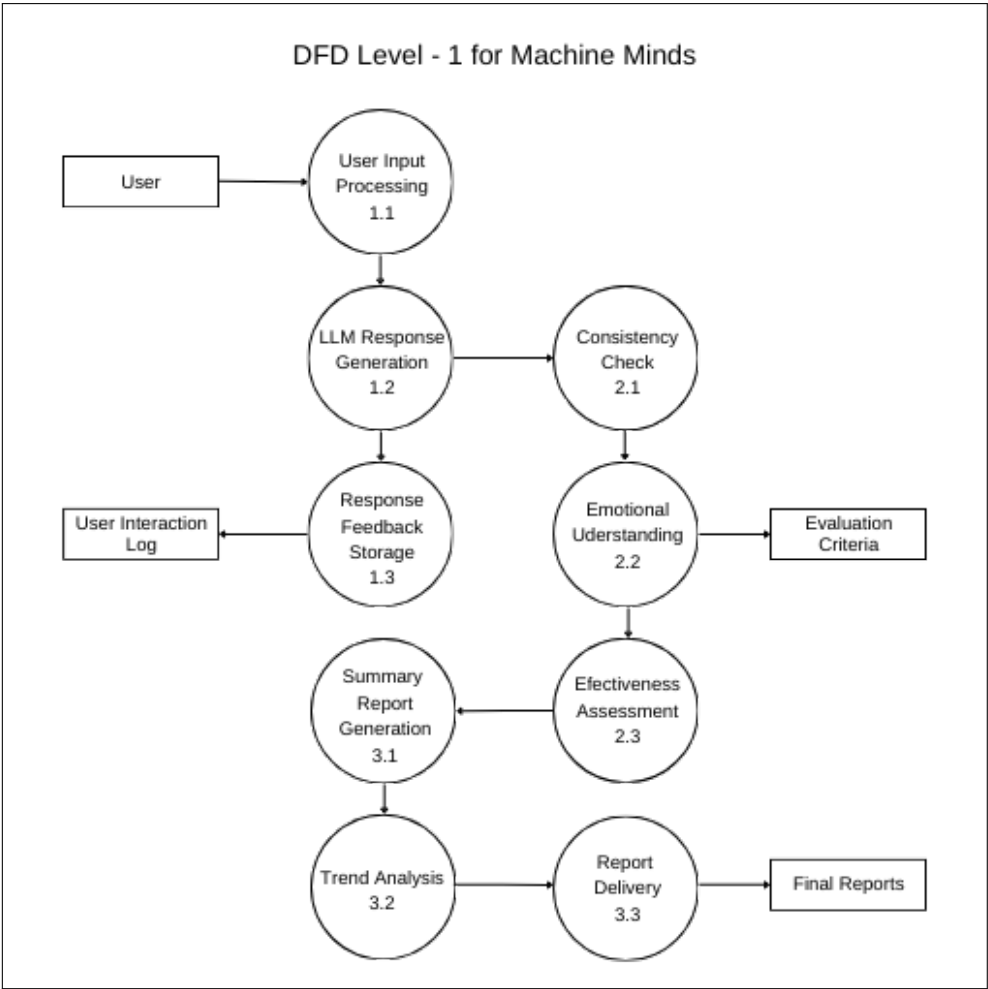 DFD Level - 1 for Machine Minds
User
User Input
Processing
1.1
LLM Response
Generation
1.2
Consistency
Check
2.1
User Interaction
Log
Response
Feedback
Storage
1.3
Emotional
Uderstanding
2.2
Evaluation
Criteria
Summary
Report
Generation
3.1
Efectiveness
Assessment
2.3
Trend Analysis
3.2
Report
Delivery
3.3
Final Reports